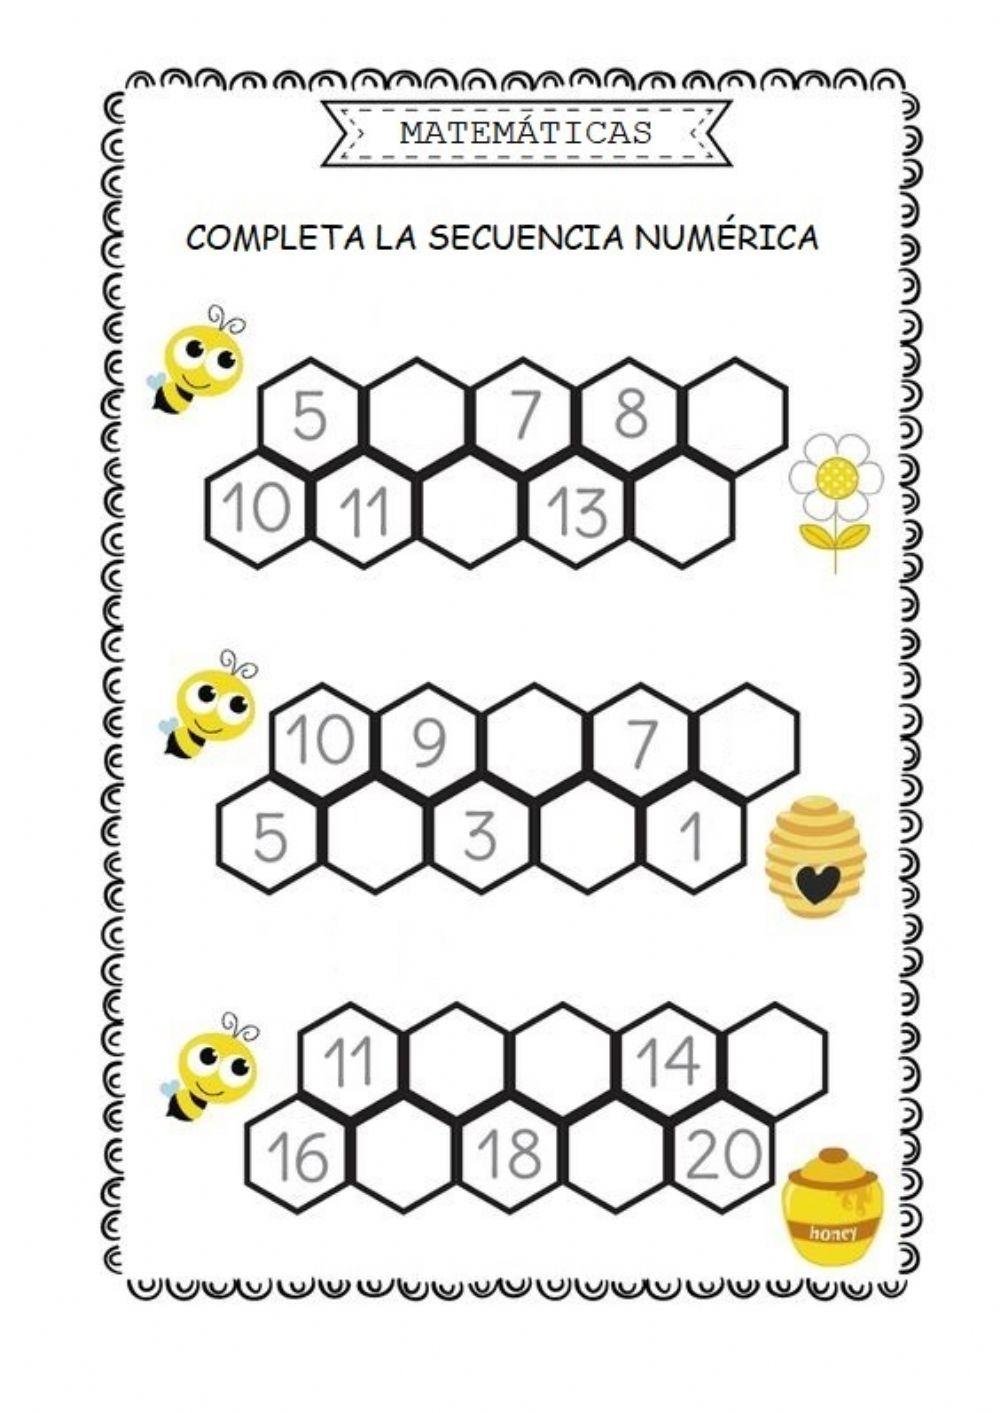 MATEMÁTICAS
COMPLETA LA SECUENCIA NUMÉRICA
5 7 8
10 11 13
10 9 7
5 3 1
11 14
16 18 20
honey